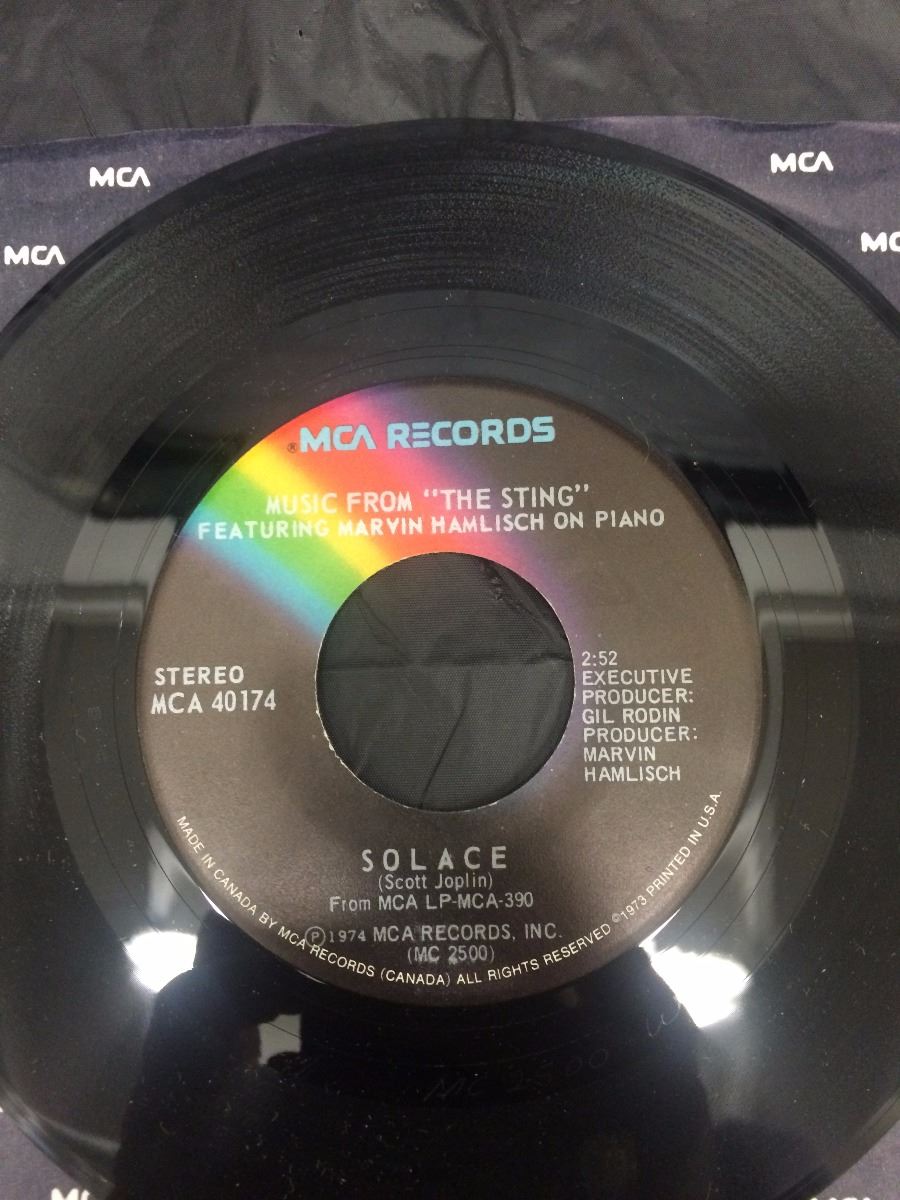 MCA
MCA
MCA
MC
®MCA RECORDS
MUSIC FROM "THE STING"
FEATURING MARVIN HAMLISCH ON PIANO
STEREO
MCA 40174
2:52
EXECUTIVE
PRODUCER:
GIL RODIN
PRODUCER:
MARVIN
HAMLISCH
SOLACE
(Scott Joplin)
From MCA LP-MCA-390
℗1974 MCA RECORDS, INC.
(MC 2500)
MADE IN CANADA BY MCA RECORDS (CANADA) ALL RIGHTS RESERVED ©1973 PRINTED IN U.S.A.
MC 2500